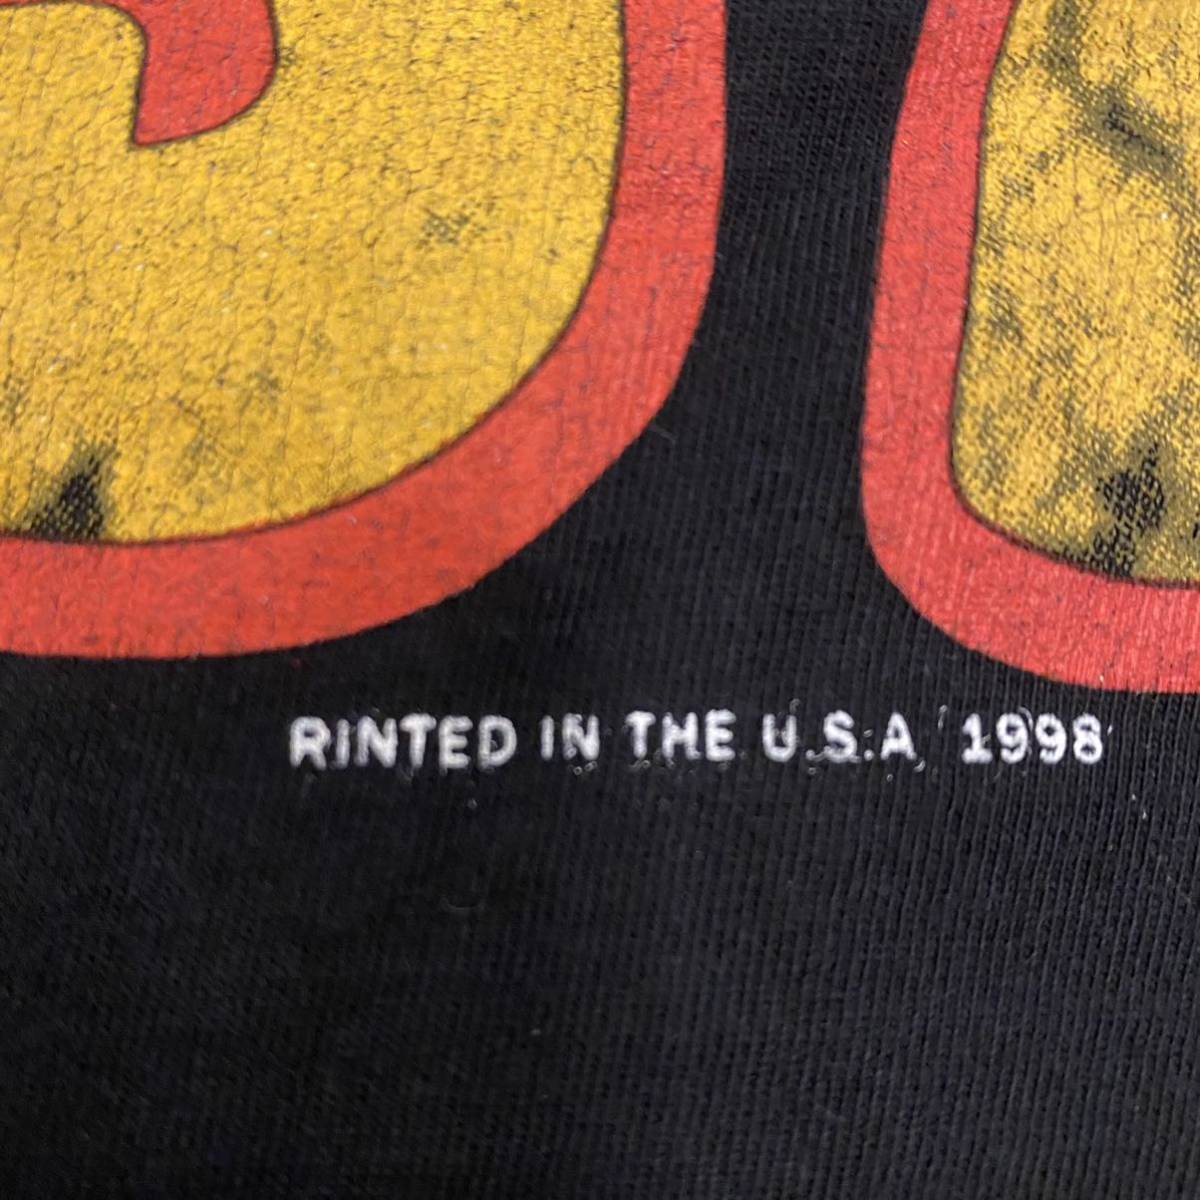 RINTED IN THE U.S.A 1998